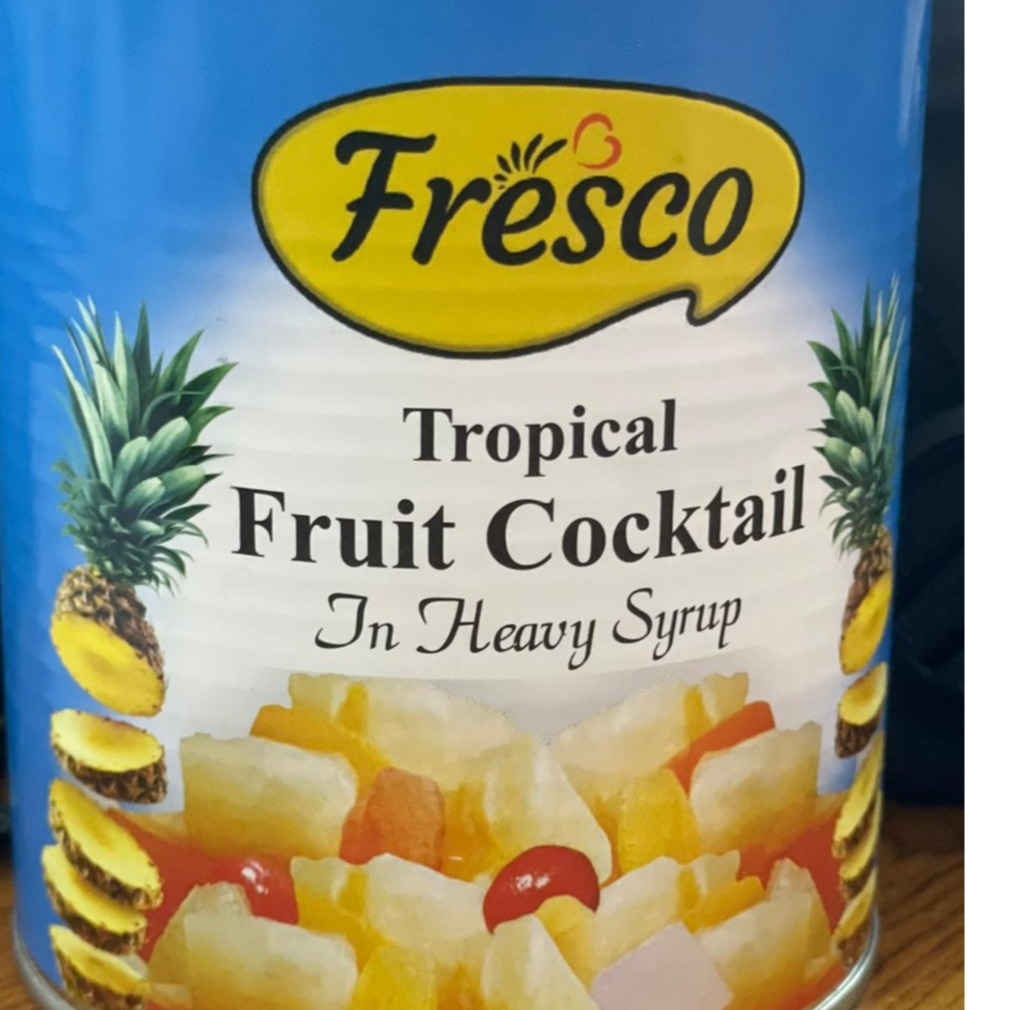 Fresco
Tropical
Fruit Cocktail
In Heavy Syrup